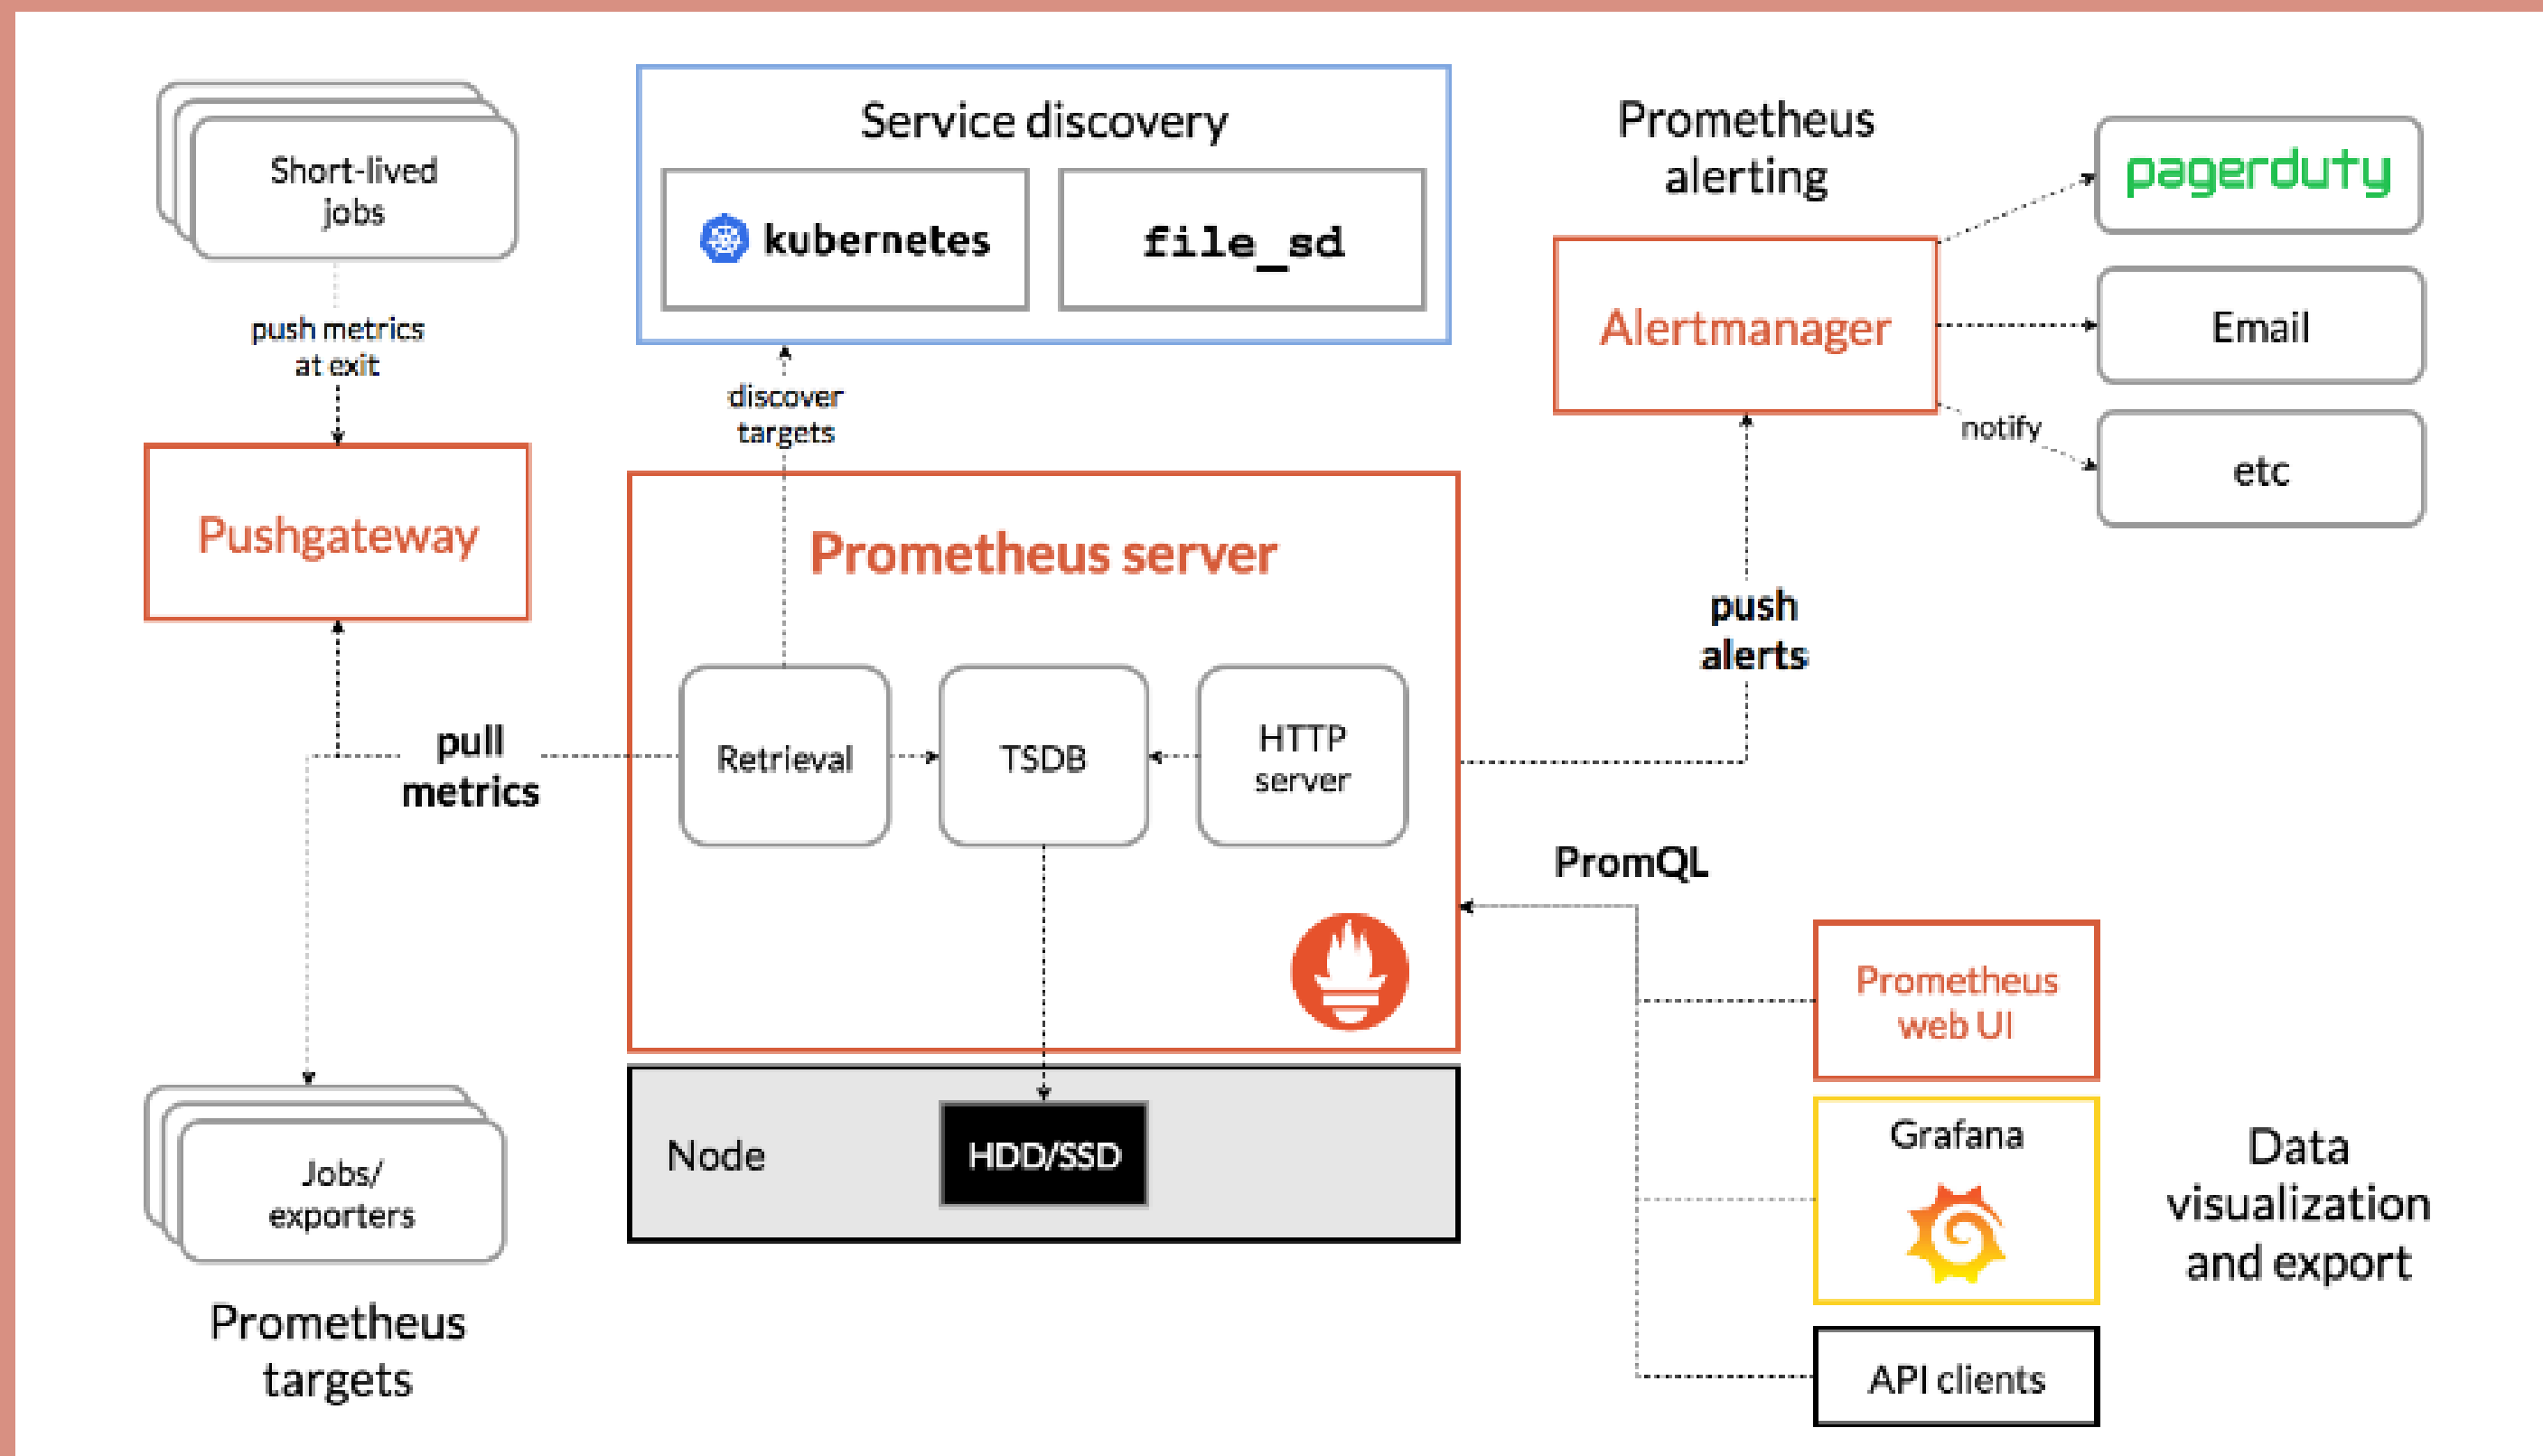 Short-lived
jobs
push metrics
at exit
Pushgateway
pull
metrics
Jobs/
exporters
Prometheus
targets
Service discovery
kubernetes
file_sd
discover
targets
Prometheus server
Retrieval
TSDB
HTTP
server
Node
HDD/SSD
Prometheus
alerting
Alertmanager
pagerduty
Email
notify
etc
push
alerts
PromQL
Prometheus
web UI
Grafana
API clients
Data
visualization
and export